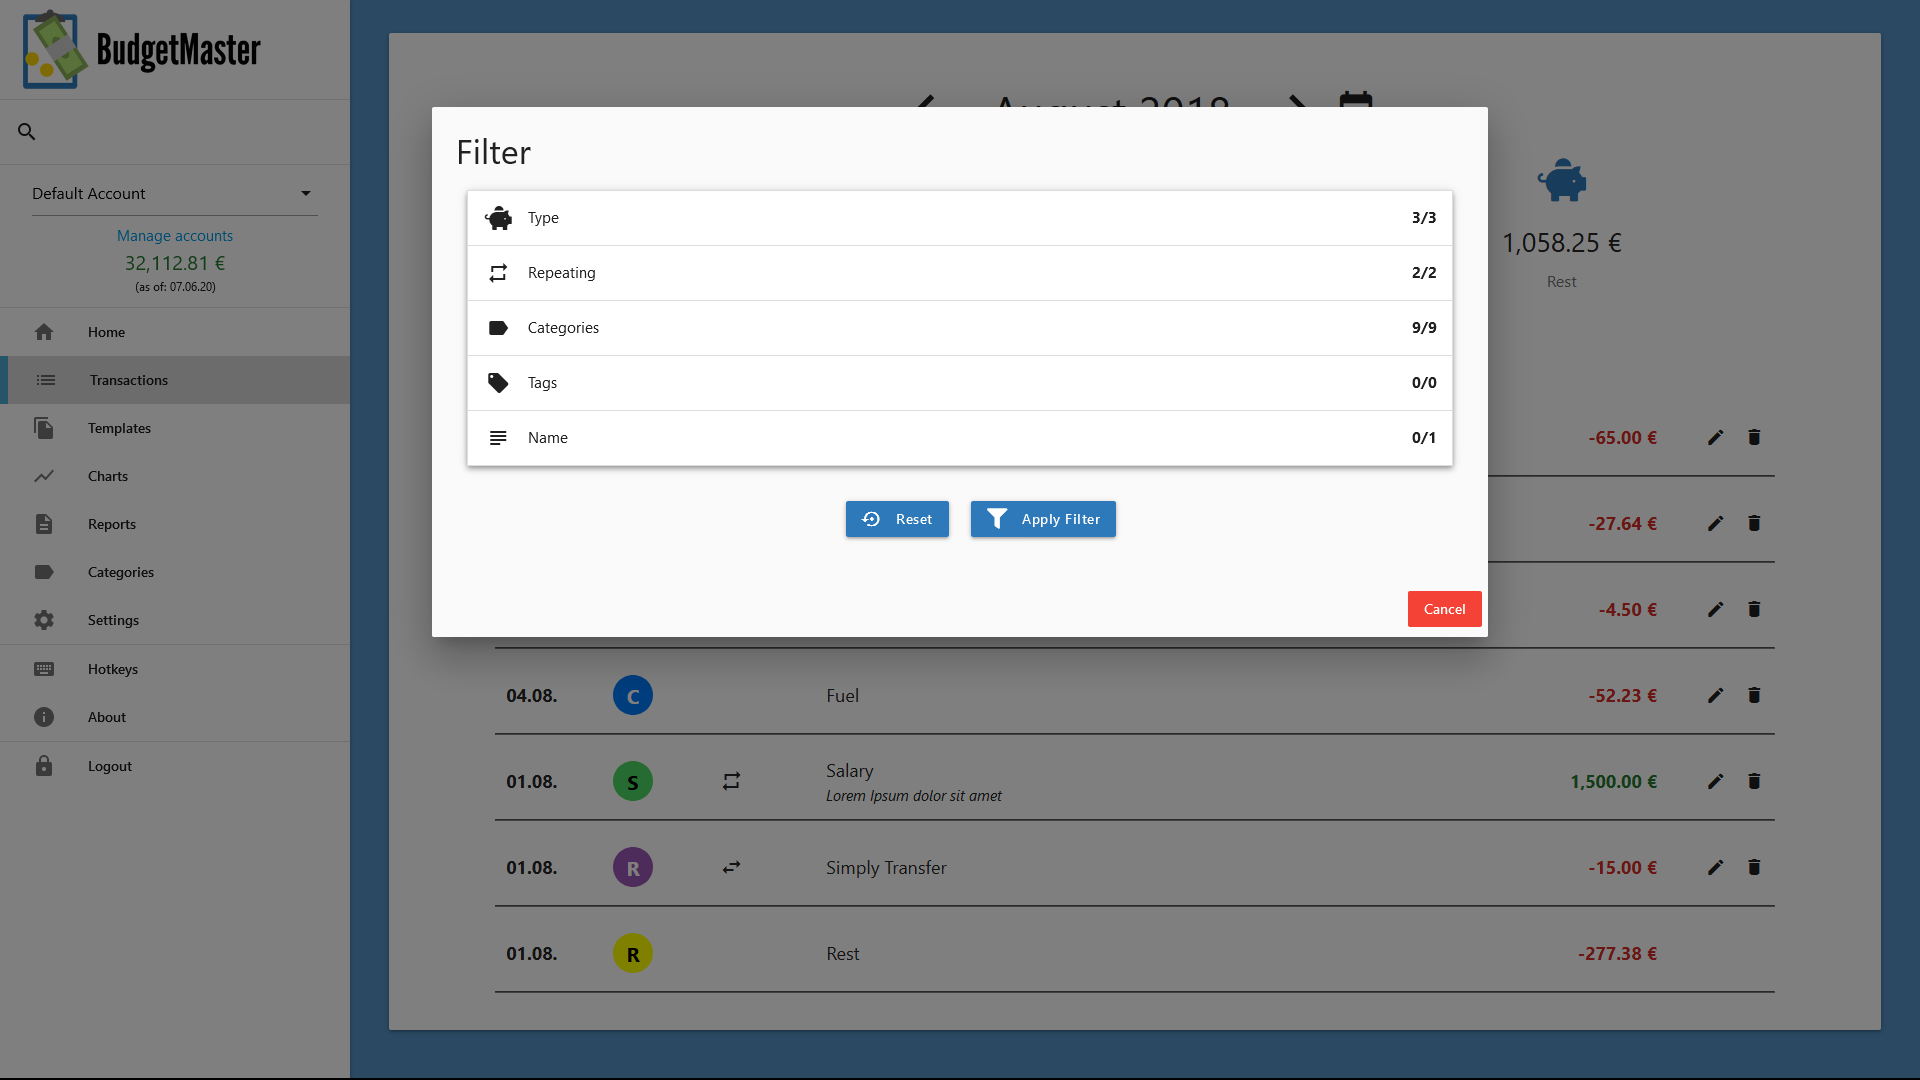 BudgetMaster
Default Account
Manage accounts
32,112.81 €
(as of: 07.06.20)
Home
Transactions
Templates
Charts
Reports
Categories
Settings
Hotkeys
About
Logout
August 2018
1,058.25 €
Rest
Filter
Type 3/3
Repeating 2/2
Categories 9/9
Tags 0/0
Name 0/1
Reset Apply Filter
Cancel
-65.00 €
-27.64 €
-4.50 €
04.08. C Fuel -52.23 €
01.08. S Salary 1,500.00 €
Lorem Ipsum dolor sit amet
01.08. R Simply Transfer -15.00 €
01.08. R Rest -277.38 €